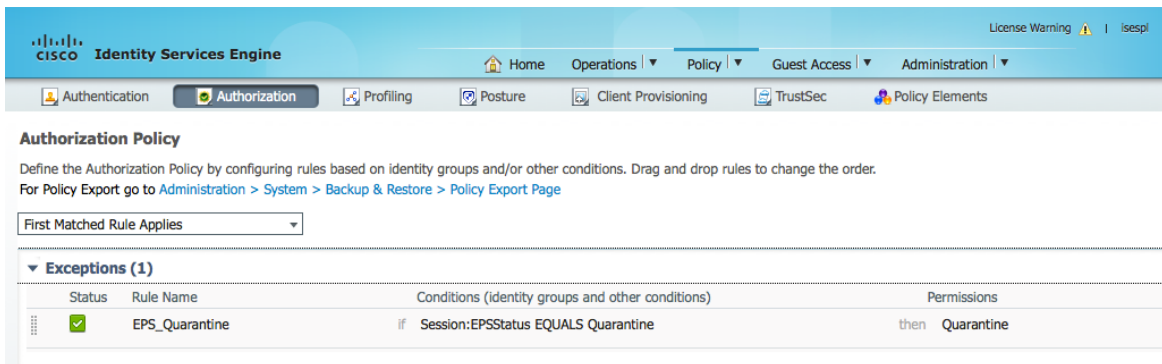 License Warning | isespl
CISCO Identity Services Engine
Home Operations Policy Guest Access Administration
Authentication Authorization Profiling Posture Client Provisioning TrustSec Policy Elements
Authorization Policy
Define the Authorization Policy by configuring rules based on identity groups and/or other conditions. Drag and drop rules to change the order.
For Policy Export go to Administration > System > Backup & Restore > Policy Export Page
First Matched Rule Applies
Exceptions (1)
Status Rule Name Conditions (identity groups and other conditions) Permissions
EPS_Quarantine if Session:EPSStatus EQUALS Quarantine then Quarantine